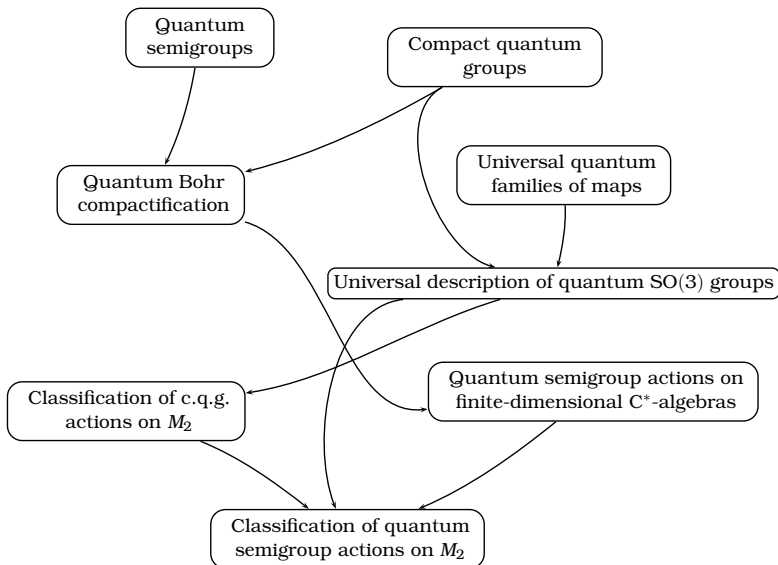 Quantum
semigroups
Compact quantum
groups
Quantum Bohr
compactification
Universal quantum
families of maps
Universal description of quantum SO(3) groups
Classification of c.q.g.
actions on M₂
Quantum semigroup actions on
finite-dimensional C*-algebras
Classification of quantum
semigroup actions on M₂